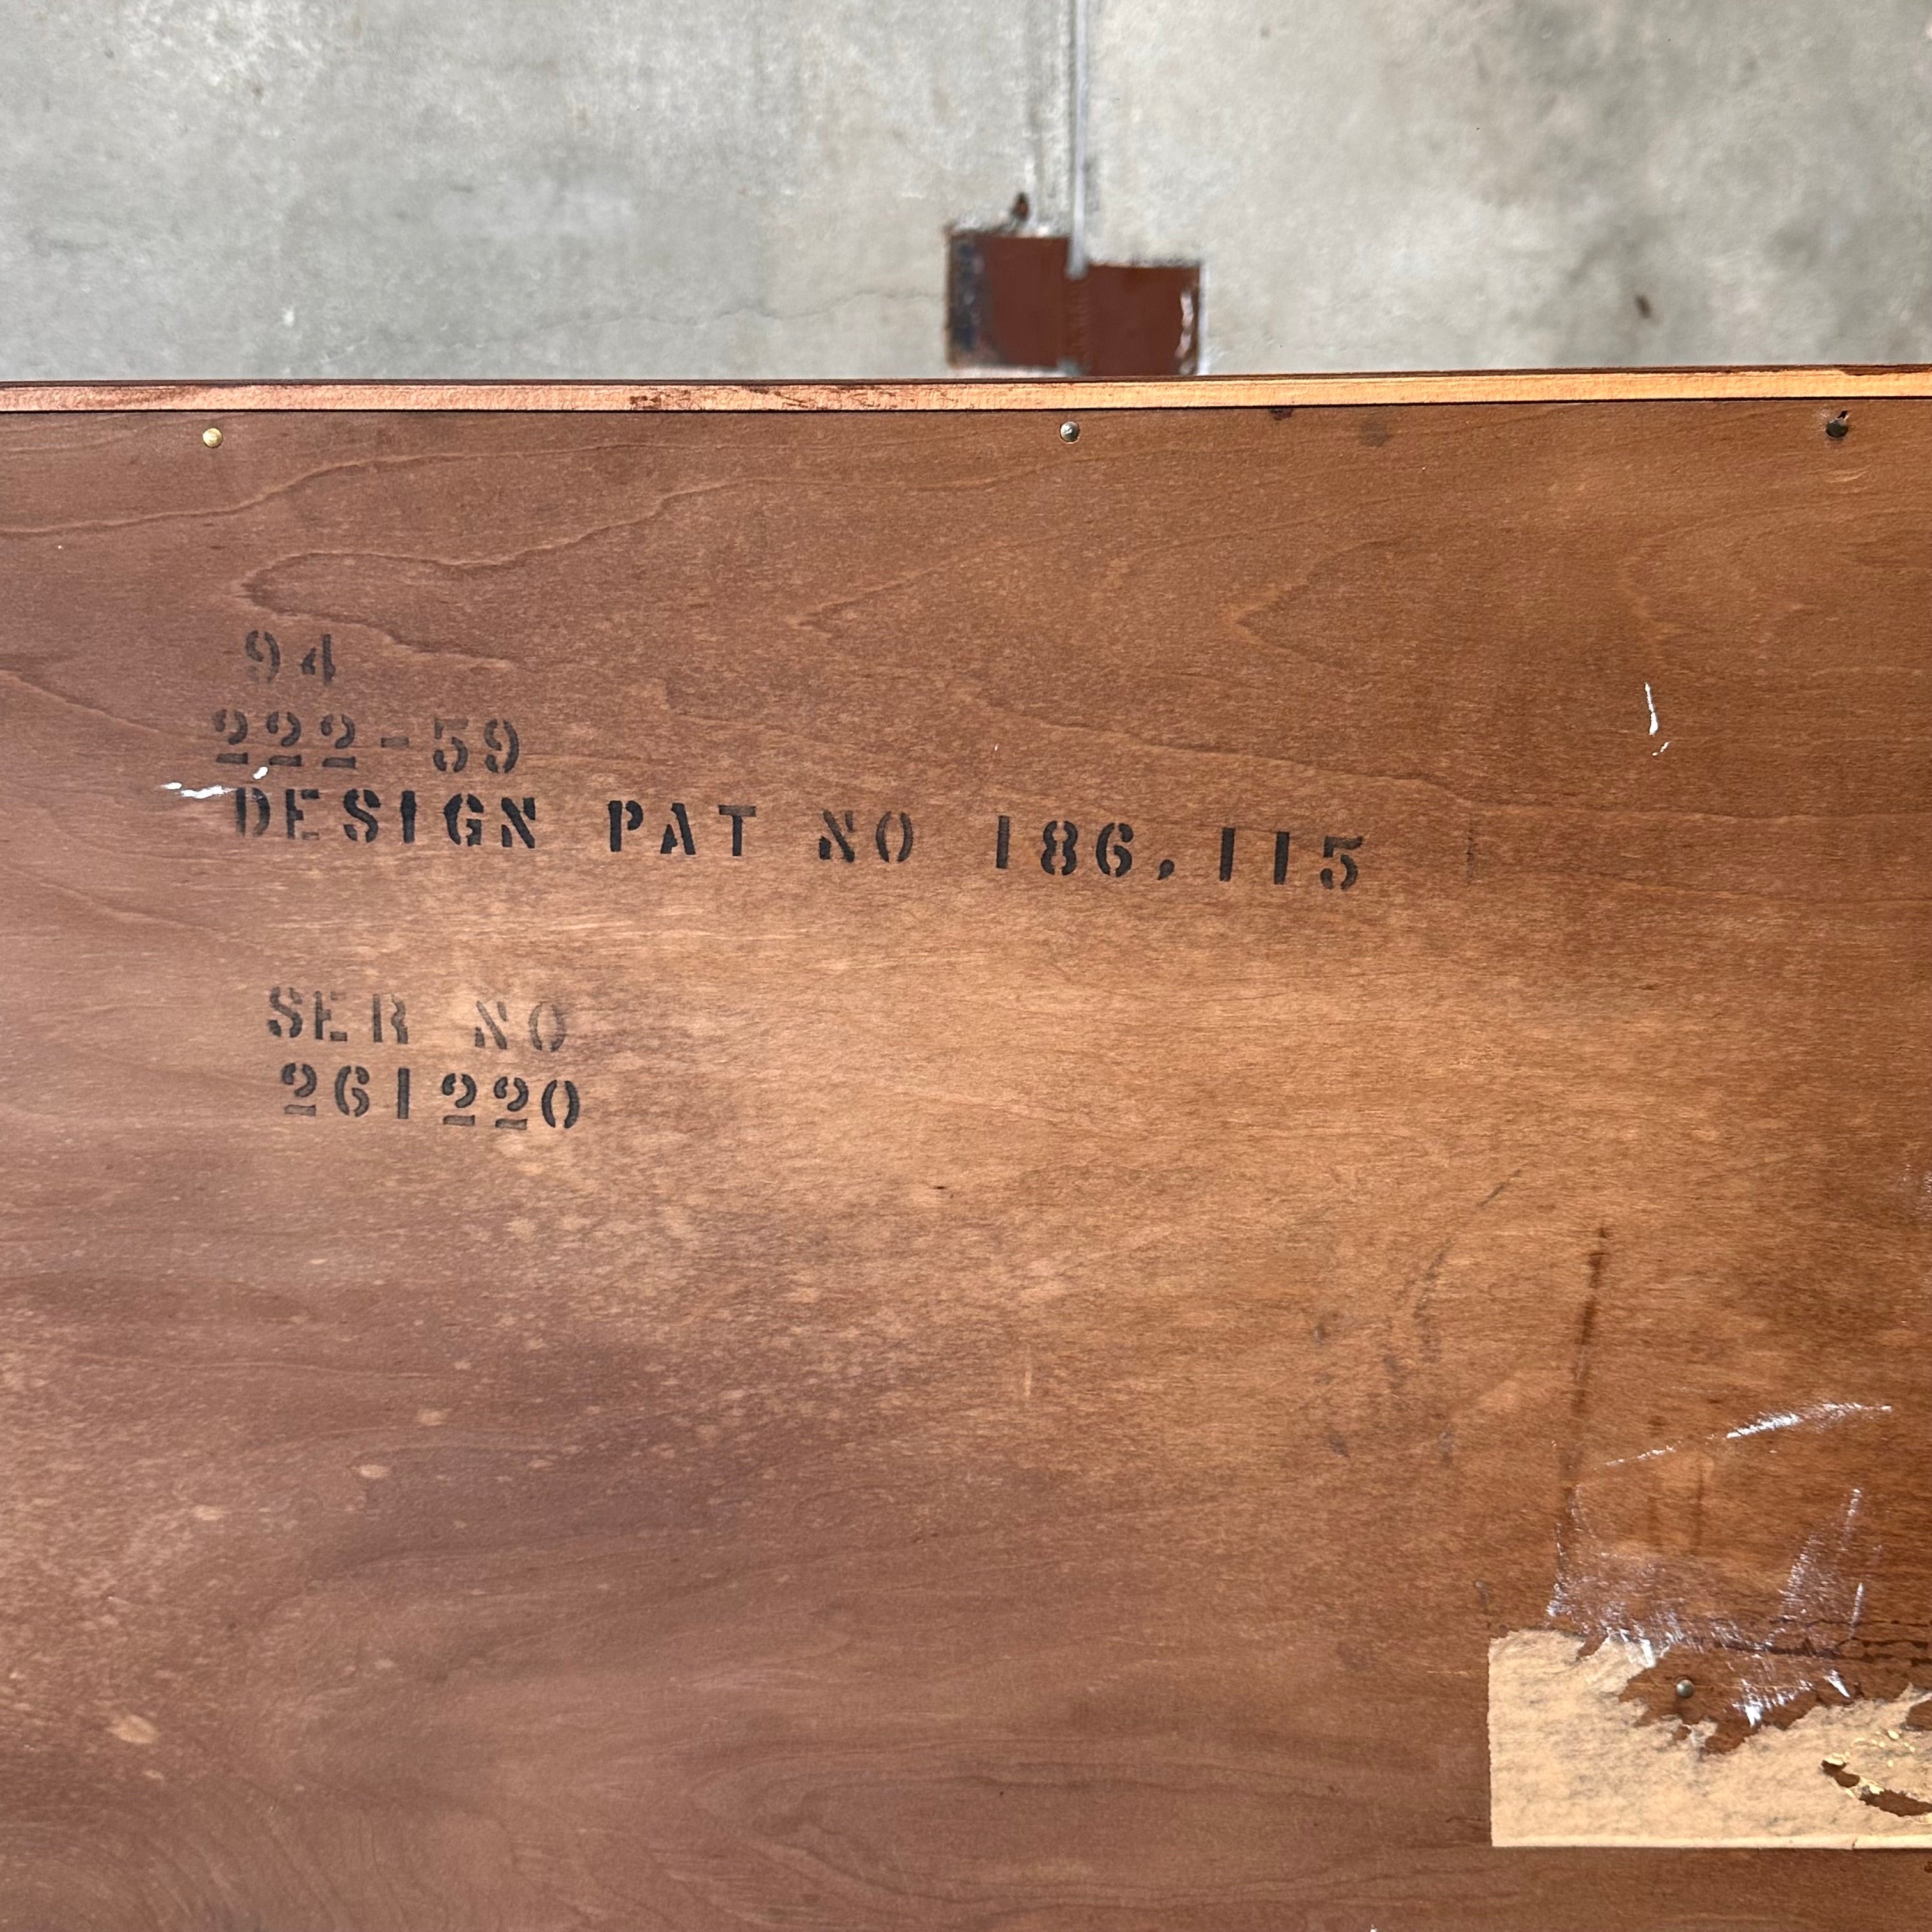 94
222-59
DESIGN PAT NO 186,115
SER NO
261220